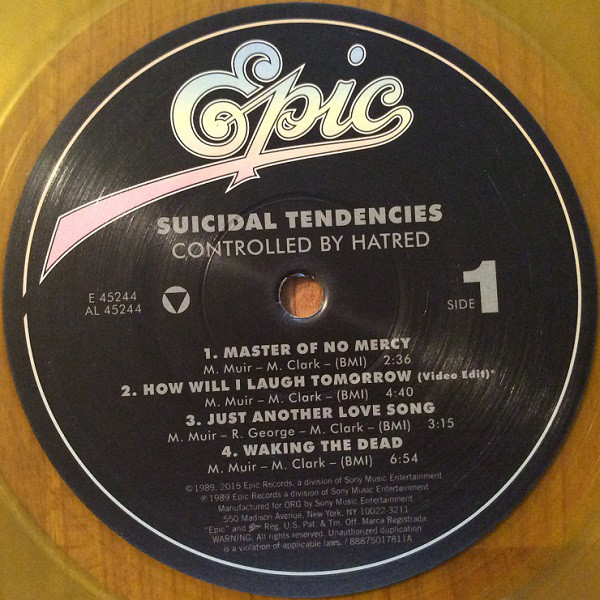 Epic
SUICIDAL TENDENCIES
CONTROLLED BY HATRED
E 45244
AL 45244
SIDE 1
1. MASTER OF NO MERCY
M. Muir – M. Clark – (BMI) 2:36
2. HOW WILL I LAUGH TOMORROW (Video Edit)*
M. Muir – M. Clark – (BMI) 4:40
3. JUST ANOTHER LOVE SONG
M. Muir – R. George – M. Clark – (BMI) 3:15
4. WAKING THE DEAD
M. Muir – M. Clark – (BMI) 6:54
© 1989, 2015 Epic Records, a division of Sony Music Entertainment
℗ 1989 Epic Records a division of Sony Music Entertainment
Manufactured for ORG by Sony Music Entertainment
550 Madison Avenue, New York, NY 10022-3211
"Epic" and Reg. U.S. Pat. & Tm. Off. Marca Registrada.
WARNING: All rights reserved. Unauthorized duplication
is a violation of applicable laws. / 88875017811A